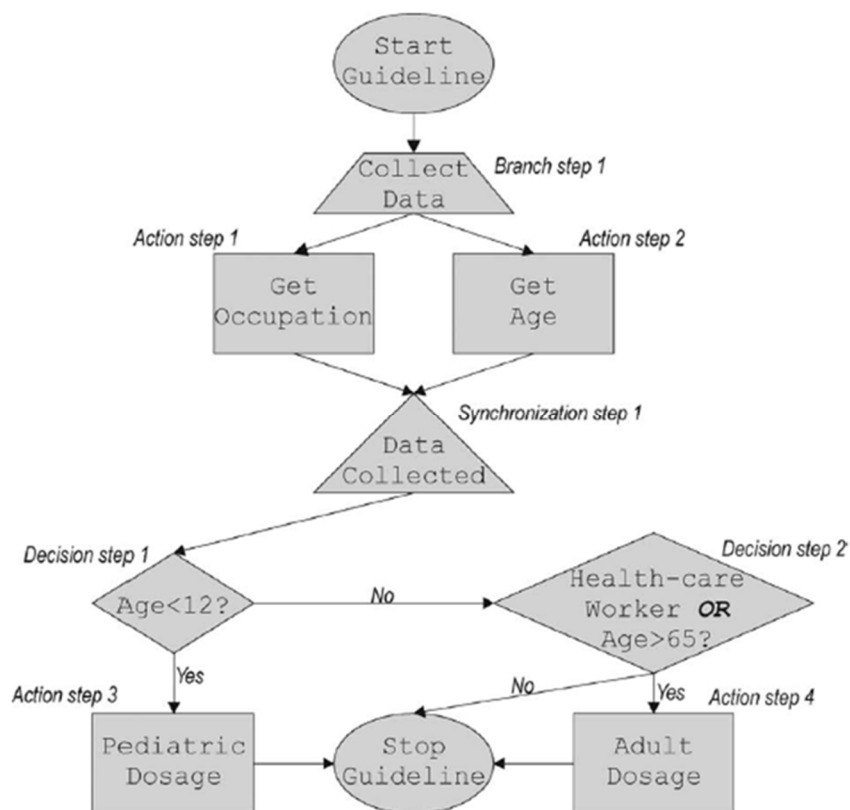 Start
Guideline
Collect
Data
Branch step 1
Action step 1
Action step 2
Get
Occupation
Get
Age
Synchronization step 1
Data
Collected
Decision step 1
Decision step 2
Age<12?
No
Health-care
Worker OR
Age>65?
Yes
No
Yes
Action step 3
Action step 4
Pediatric
Dosage
Stop
Guideline
Adult
Dosage